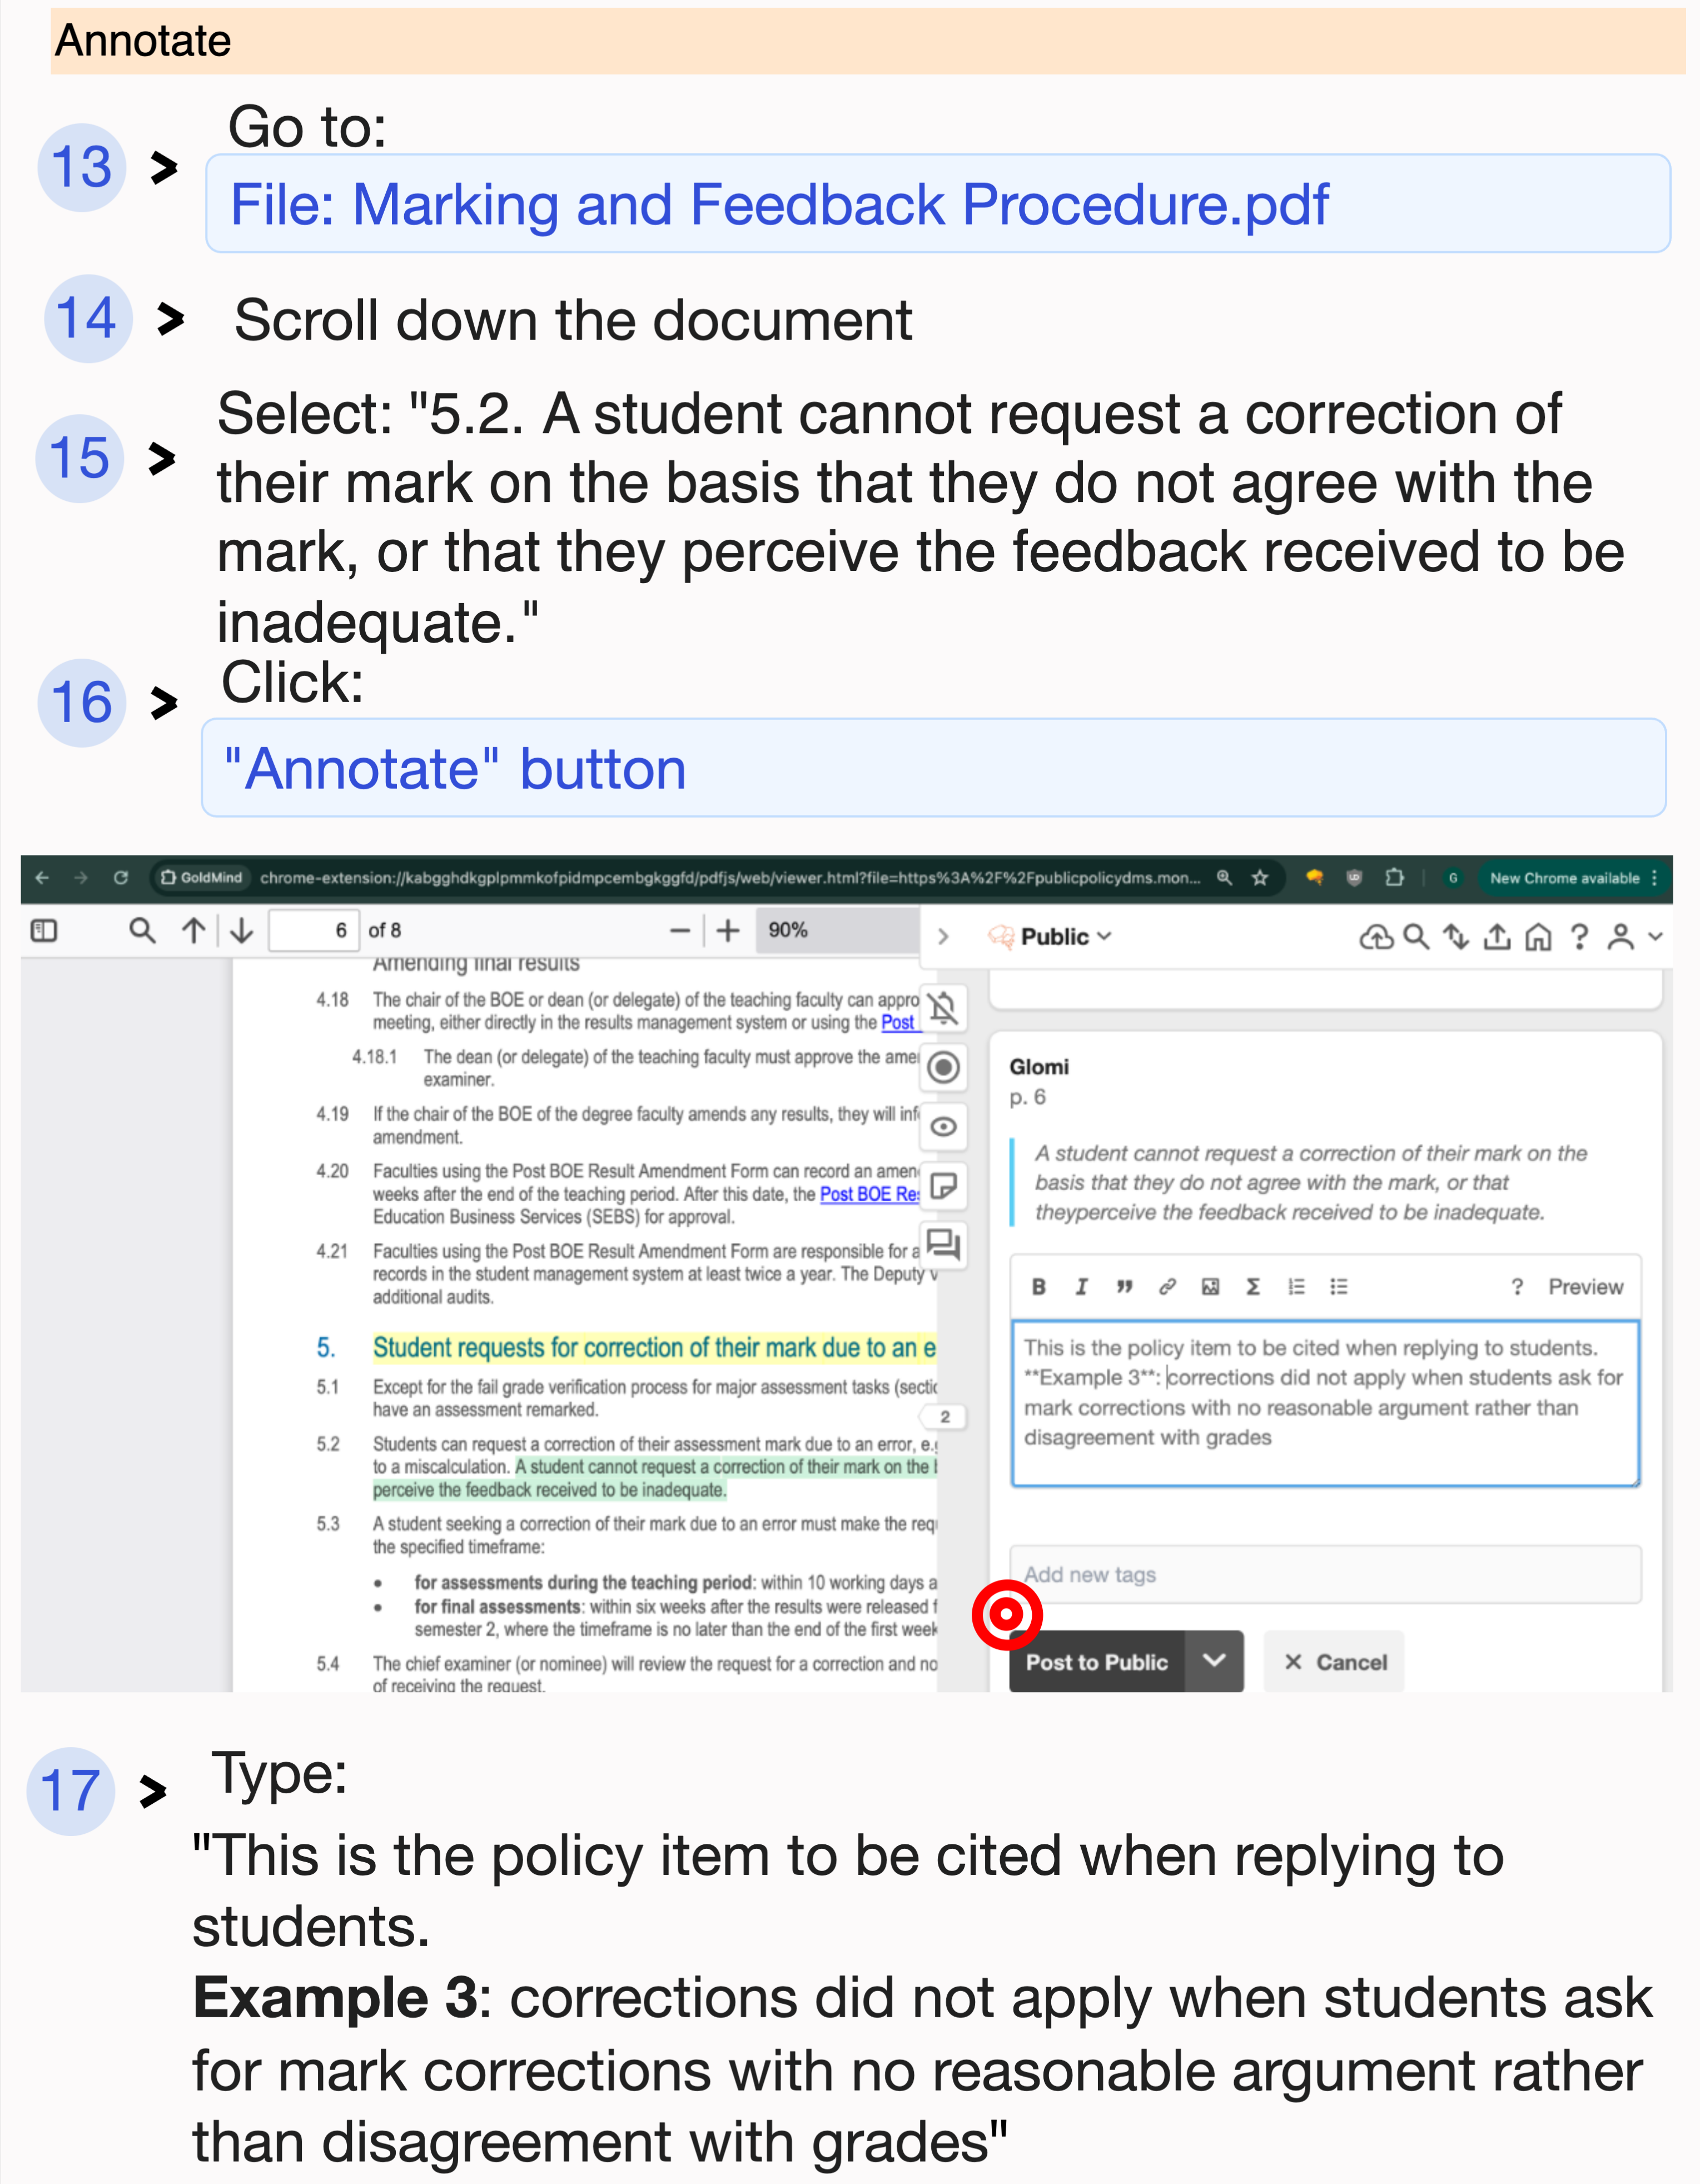 Annotate
13 > Go to:
File: Marking and Feedback Procedure.pdf
14 > Scroll down the document
15 > Select: "5.2. A student cannot request a correction of
their mark on the basis that they do not agree with the
mark, or that they perceive the feedback received to be
inadequate."
16 > Click:
"Annotate" button
GoldMind chrome-extension://kabgghdkgplpmmkofpidmpcembgkggfd/pdfjs/web/viewer.html?file=https%3A%2F%2Fpublicpolicydms.mon... G New Chrome available
6 of 8 90%
Amending final results
4.18 The chair of the BOE or dean (or delegate) of the teaching faculty can appro
meeting, either directly in the results management system or using the Post
4.18.1 The dean (or delegate) of the teaching faculty must approve the amen
examiner.
4.19 If the chair of the BOE of the degree faculty amends any results, they will inf
amendment.
4.20 Faculties using the Post BOE Result Amendment Form can record an amen
weeks after the end of the teaching period. After this date, the Post BOE Re
Education Business Services (SEBS) for approval.
4.21 Faculties using the Post BOE Result Amendment Form are responsible for a
records in the student management system at least twice a year. The Deputy V
additional audits.
5. Student requests for correction of their mark due to an e
5.1 Except for the fail grade verification process for major assessment tasks (sectio
have an assessment remarked.
5.2 Students can request a correction of their assessment mark due to an error, e.g
to a miscalculation. A student cannot request a correction of their mark on the b
perceive the feedback received to be inadequate.
5.3 A student seeking a correction of their mark due to an error must make the req
the specified timeframe:
• for assessments during the teaching period: within 10 working days a
• for final assessments: within six weeks after the results were released f
semester 2, where the timeframe is no later than the end of the first week
5.4 The chief examiner (or nominee) will review the request for a correction and no
of receiving the request.
2
Public
Glomi
p. 6
A student cannot request a correction of their mark on the
basis that they do not agree with the mark, or that
theyperceive the feedback received to be inadequate.
B I ” Σ ? Preview
This is the policy item to be cited when replying to students.
**Example 3**: corrections did not apply when students ask for
mark corrections with no reasonable argument rather than
disagreement with grades
Add new tags
Post to Public × Cancel
17 > Type:
"This is the policy item to be cited when replying to
students.
Example 3: corrections did not apply when students ask
for mark corrections with no reasonable argument rather
than disagreement with grades"